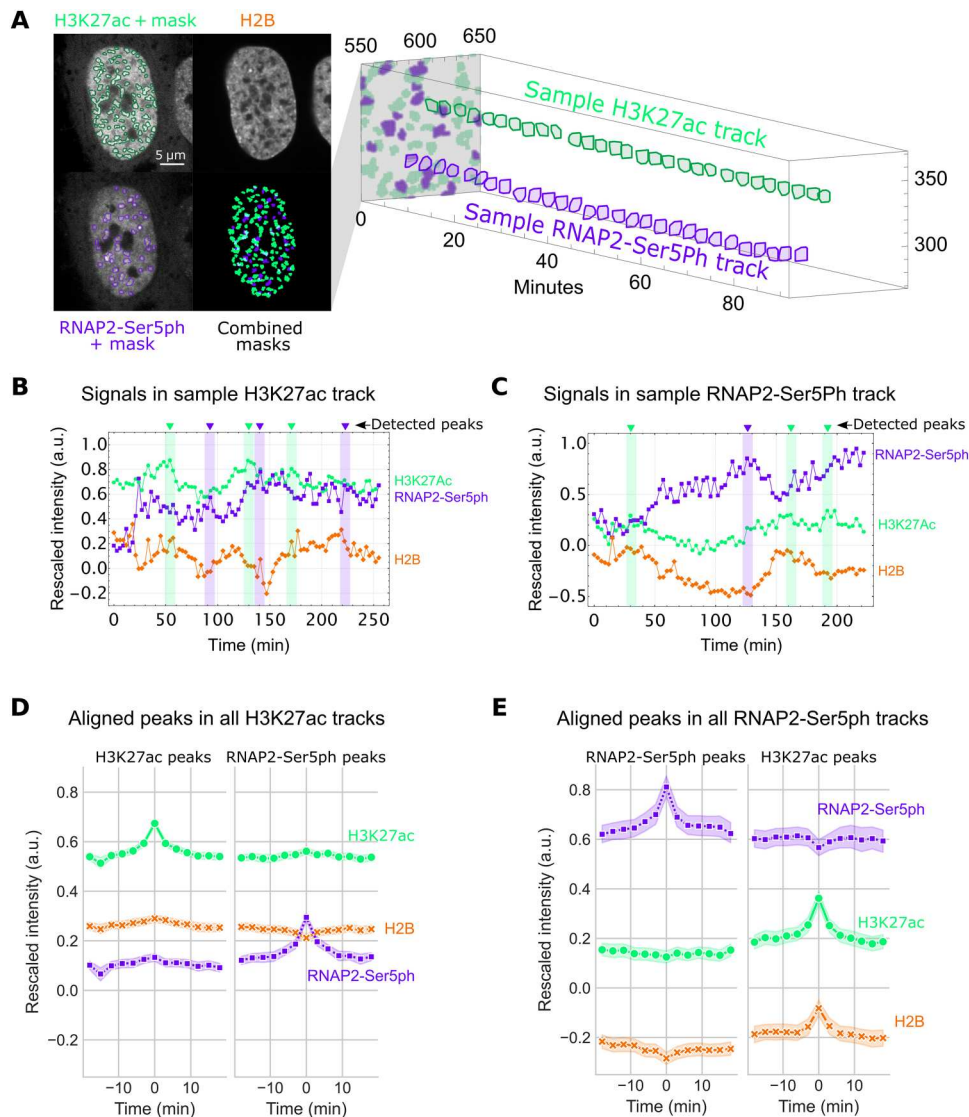 A
H3K27ac + mask
H2B
5 μm
RNAP2-Ser5ph
+ mask
Combined
masks
550
600
650
Sample H3K27ac track
Sample RNAP2-Ser5Ph track
0
20
40
60
80
Minutes
350
300
B
Signals in sample H3K27ac track
Detected peaks
1.0
0.8
0.6
0.4
0.2
0.0
−0.2
Rescaled intensity (a.u.)
H3K27Ac
RNAP2-Ser5ph
H2B
0
50
100
150
200
250
Time (min)
C
Signals in sample RNAP2-Ser5Ph track
Detected peaks
1.0
0.5
0.0
−0.5
Rescaled intensity (a.u.)
RNAP2-Ser5ph
H3K27Ac
H2B
0
50
100
150
200
Time (min)
D
Aligned peaks in all H3K27ac tracks
H3K27ac peaks
RNAP2-Ser5ph peaks
0.8
0.6
0.4
0.2
0.0
−0.2
Rescaled intensity (a.u.)
H3K27ac
H2B
RNAP2-Ser5ph
−10
0
10
−10
0
10
Time (min)
Time (min)
E
Aligned peaks in all RNAP2-Ser5ph tracks
RNAP2-Ser5ph peaks
H3K27ac peaks
0.8
0.6
0.4
0.2
0.0
−0.2
Rescaled intensity (a.u.)
RNAP2-Ser5ph
H3K27ac
H2B
−10
0
10
−10
0
10
Time (min)
Time (min)